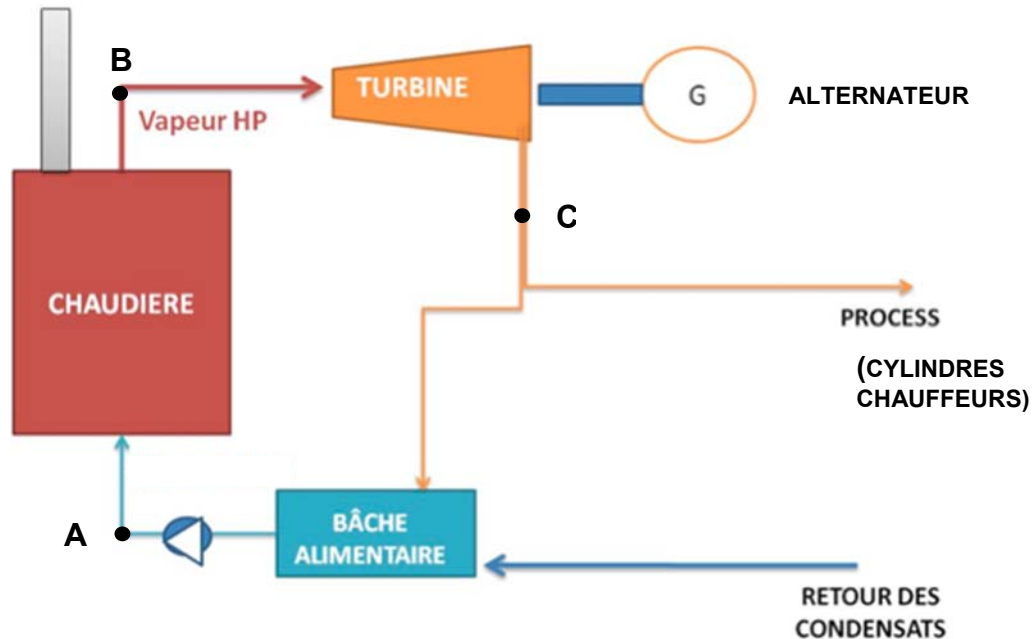 B
Vapeur HP
TURBINE
G
ALTERNATEUR
C
CHAUDIERE
PROCESS
(CYLINDRES
CHAUFFEURS)
A
BÂCHE
ALIMENTAIRE
RETOUR DES
CONDENSATS